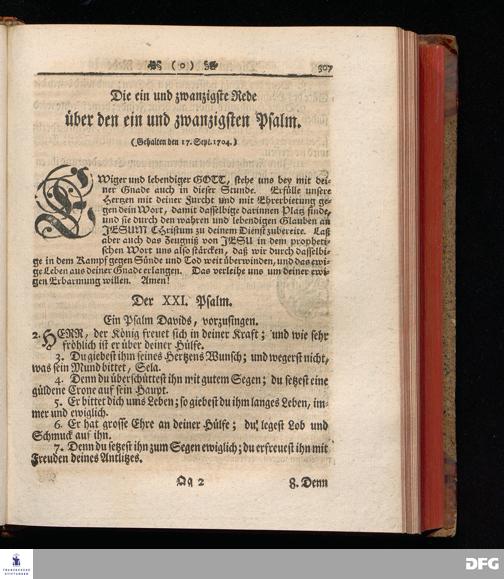 ( o ) 307
Die ein und zwanzigste Rede
über den ein und zwanzigsten Psalm.
(Gehalten den 17. Sept. 1704.)
EWiger und lebendiger GOTT, stehe uns bey mit dei-
ner Gnade auch in dieser Stunde. Erfülle unsere
Hertzen mit deiner Furcht und mit Ehrerbietung ge-
gen dein Wort, damit dasselbige darinnen Platz finde,
und sie durch den wahren und lebendigen Glauben an
JESUM CHristum zu deinem Dienst zubereite. Laß
aber auch das Zeugniß von JESU in dem propheti-
schen Wort uns also stärcken, daß wir durch dasselbi-
ge in dem Kampf gegen Sünde und Tod weit überwinden, und das ewi-
ge Leben aus deiner Gnade erlangen. Das verleihe uns um deiner ewi-
gen Erbarmung willen. Amen!
Der XXI. Psalm.
Ein Psalm Davids, vorzusingen.
2. HERR, der König freuet sich in deiner Kraft; und wie sehr
fröhlich ist er über deiner Hülfe.
3. Du giebest ihm seines Hertzens Wunsch; und wegerst nicht,
was sein Mund bittet, Sela.
4. Denn du überschüttest ihn mit gutem Segen; du setzest eine
güldene Crone auf sein Haupt.
5. Er bittet dich ums Leben; so giebest du ihm langes Leben, im-
mer und ewiglich.
6. Er hat grosse Ehre an deiner Hülfe; du legest Lob und
Schmuck auf ihn.
7. Denn du setzest ihn zum Segen ewiglich; du erfreuest ihn mit
Freuden deines Antlitzes.
Qq 2 8. Denn
FRANCKESCHE
STIFTUNGEN
DFG